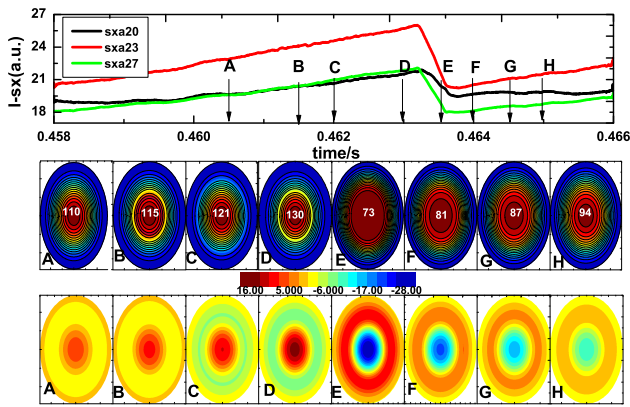 I-sx(a.u.)
27
24
21
18
sxa20
sxa23
sxa27
A B C D E F G H
0.458 0.460 0.462 0.464 0.466
time/s
110 115 121 130 73 81 87 94
A B C D E F G H
16.00 5.000 -6.000 -17.00 -28.00
A B C D E F G H